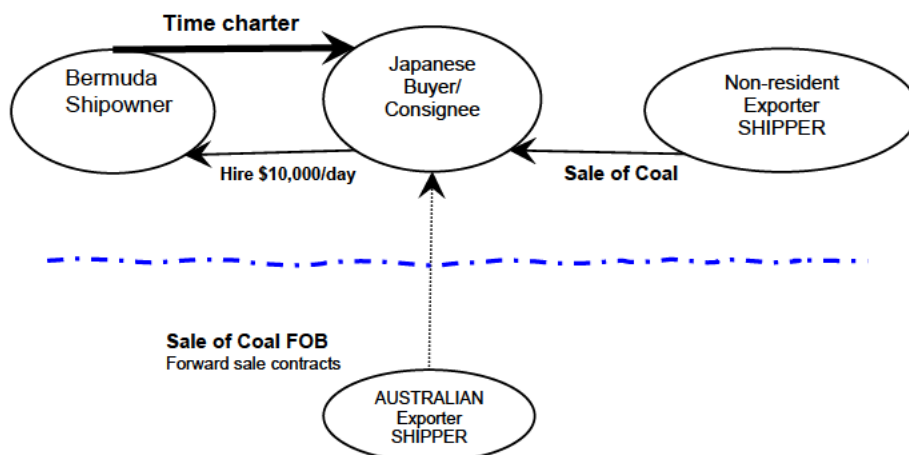 Time charter
Bermuda
Shipowner
Japanese
Buyer/
Consignee
Non-resident
Exporter
SHIPPER
Hire $10,000/day
Sale of Coal
Sale of Coal FOB
Forward sale contracts
AUSTRALIAN
Exporter
SHIPPER